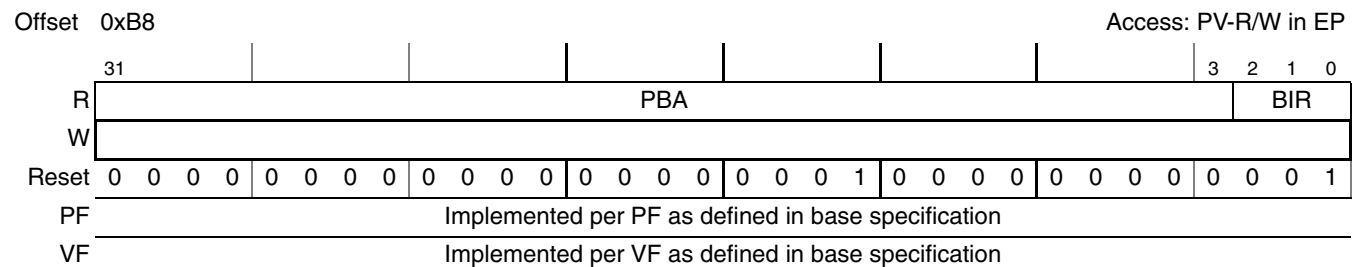 Offset 0xB8 Access: PV-R/W in EP
31 3 2 1 0
R PBA BIR
W
Reset 0 0 0 0 0 0 0 0 0 0 0 0 0 0 0 0 0 0 0 1 0 0 0 0 0 0 0 0 0 0 0 1
PF Implemented per PF as defined in base specification
VF Implemented per VF as defined in base specification